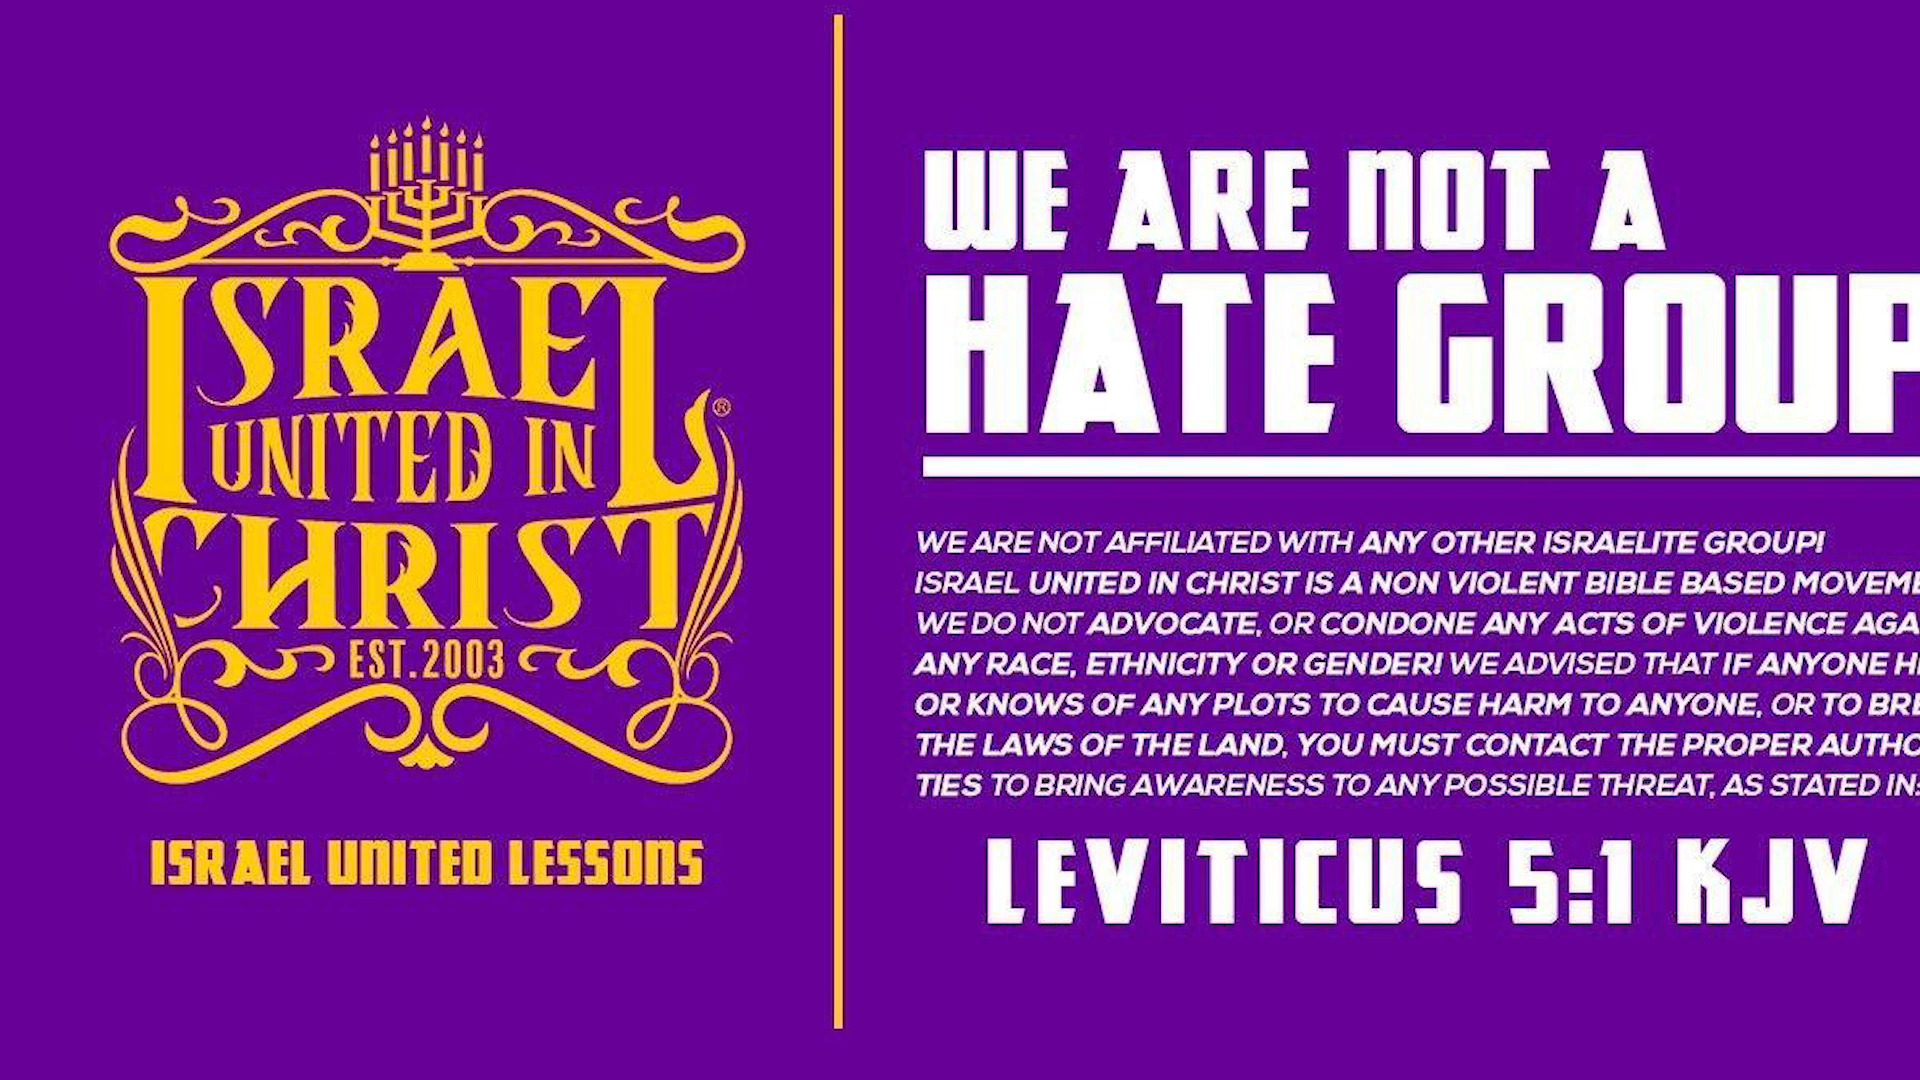 ISRAEL
UNITED IN
CHRIST
®
EST.2003
ISRAEL UNITED LESSONS
WE ARE NOT A
HATE GROUP
WE ARE NOT AFFILIATED WITH ANY OTHER ISRAELITE GROUP!
ISRAEL UNITED IN CHRIST IS A NON VIOLENT BIBLE BASED
WE DO NOT ADVOCATE, OR CONDONE ANY ACTS OF VIOLENCE
ANY RACE, ETHNICITY OR GENDER! WE ADVISED THAT IF ANYONE
OR KNOWS OF ANY PLOTS TO CAUSE HARM TO ANYONE, OR TO
THE LAWS OF THE LAND, YOU MUST CONTACT THE PROPER
TIES TO BRING AWARENESS TO ANY POSSIBLE THREAT, AS STATED IN:
LEVITICUS 5:1 KJV